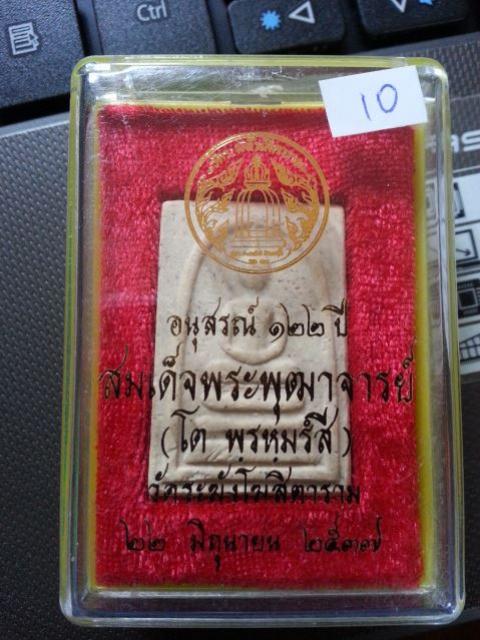 Ctrl
10
อนุสรณ์ ๑๒๒ ปี
สมเด็จพระพุฒาจารย์
(โต พฺรหฺมรํสี)
วัดระฆังโฆสิตาราม
๒๒ มิถุนายน ๒๕๓๗